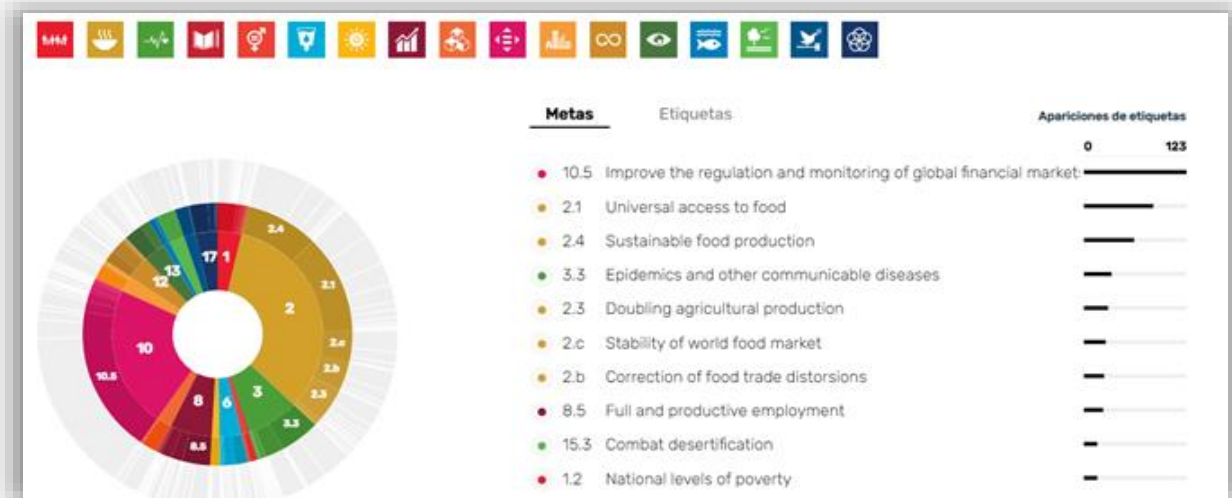 Metas Etiquetas Apariciones de etiquetas
0 123
10.5 Improve the regulation and monitoring of global financial market
2.1 Universal access to food
2.4 Sustainable food production
3.3 Epidemics and other communicable diseases
2.3 Doubling agricultural production
2.c Stability of world food market
2.b Correction of food trade distorsions
8.5 Full and productive employment
15.3 Combat desertification
1.2 National levels of poverty
17 1
2.4
13
12
2.1
2
10
2.c
10.5
2.b
3
2.3
8
6
3.3
8.5